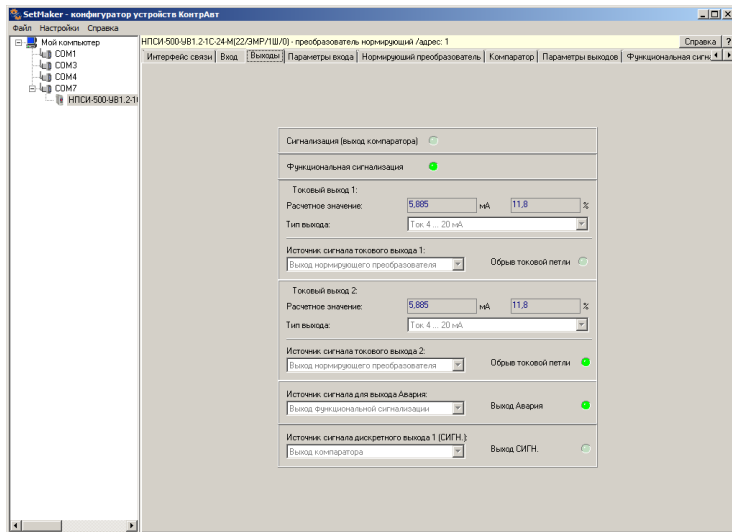 SetMaker - конфигуратор устройств КонтрАвт
Файл Настройки Справка
Мой компьютер
COM1
COM3
COM4
COM7
НПСИ-500-УВ1.2-1
НПСИ-500-УВ1.2-1С-24-М(22/ЭМР/1Ш/0) - преобразователь нормирующий /адрес: 1
Справка ?
Интерфейс связи Вход Выходы Параметры входа Нормирующий преобразователь Компаратор Параметры выходов Функциональная сигн
Сигнализация (выход компаратора)
Функциональная сигнализация
Токовый выход 1:
Расчетное значение: 5,885 мА 11,8 %
Тип выхода: Ток 4 ... 20 мА
Источник сигнала токового выхода 1:
Выход нормирующего преобразователя Обрыв токовой петли
Токовый выход 2:
Расчетное значение: 5,885 мА 11,8 %
Тип выхода: Ток 4 ... 20 мА
Источник сигнала токового выхода 2:
Выход нормирующего преобразователя Обрыв токовой петли
Источник сигнала для выхода Авария:
Выход функциональной сигнализации Выход Авария
Источник сигнала дискретного выхода 1 (СИГН.):
Выход компаратора Выход СИГН.